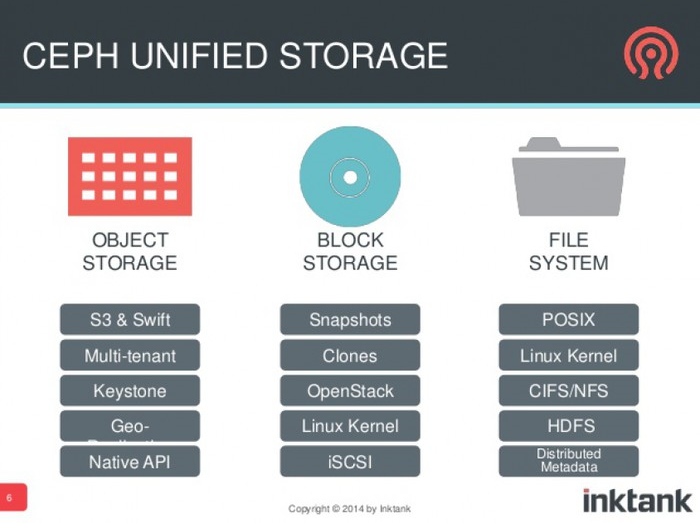 CEPH UNIFIED STORAGE
OBJECT
STORAGE
S3 & Swift
Multi-tenant
Keystone
Geo-
Native API
BLOCK
STORAGE
Snapshots
Clones
OpenStack
Linux Kernel
iSCSI
FILE
SYSTEM
POSIX
Linux Kernel
CIFS/NFS
HDFS
Distributed
Metadata
6
Copyright © 2014 by Inktank
inktank